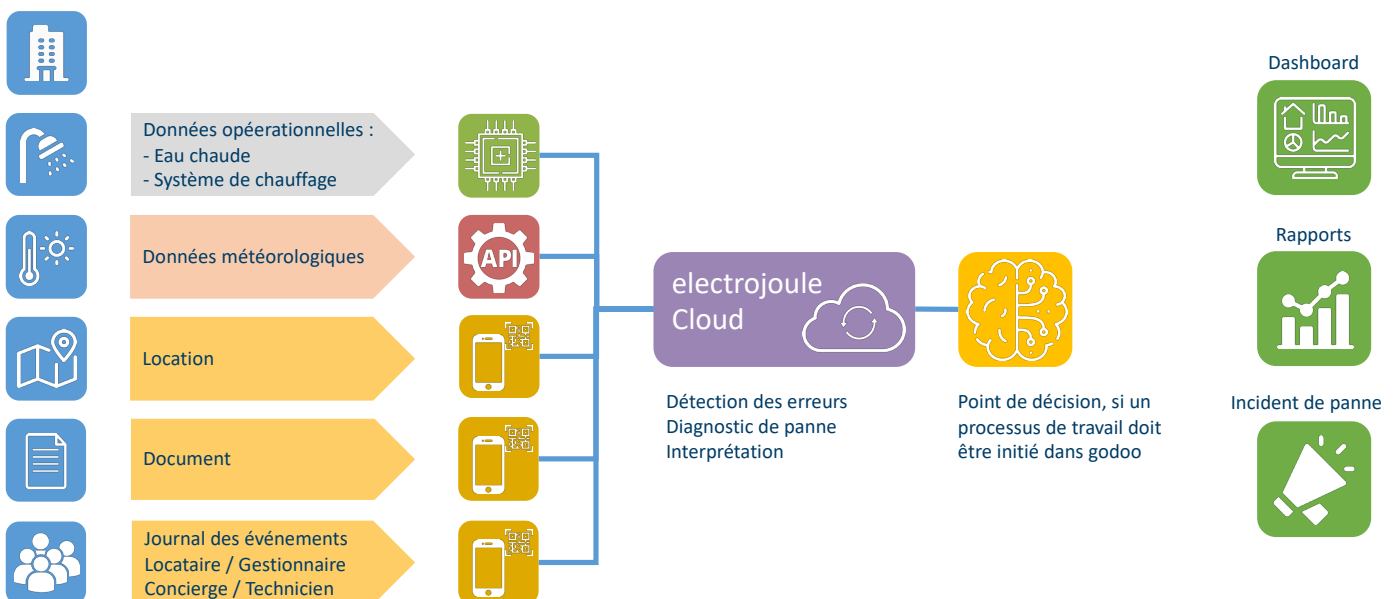 Données opéerationnelles :
- Eau chaude
- Système de chauffage
Données météorologiques
API
Location
Document
Journal des événements
Locataire / Gestionnaire
Concierge / Technicien
electrojoule
Cloud
Détection des erreurs
Diagnostic de panne
Interprétation
Point de décision, si un
processus de travail doit
être initié dans godoo
Dashboard
Rapports
Incident de panne